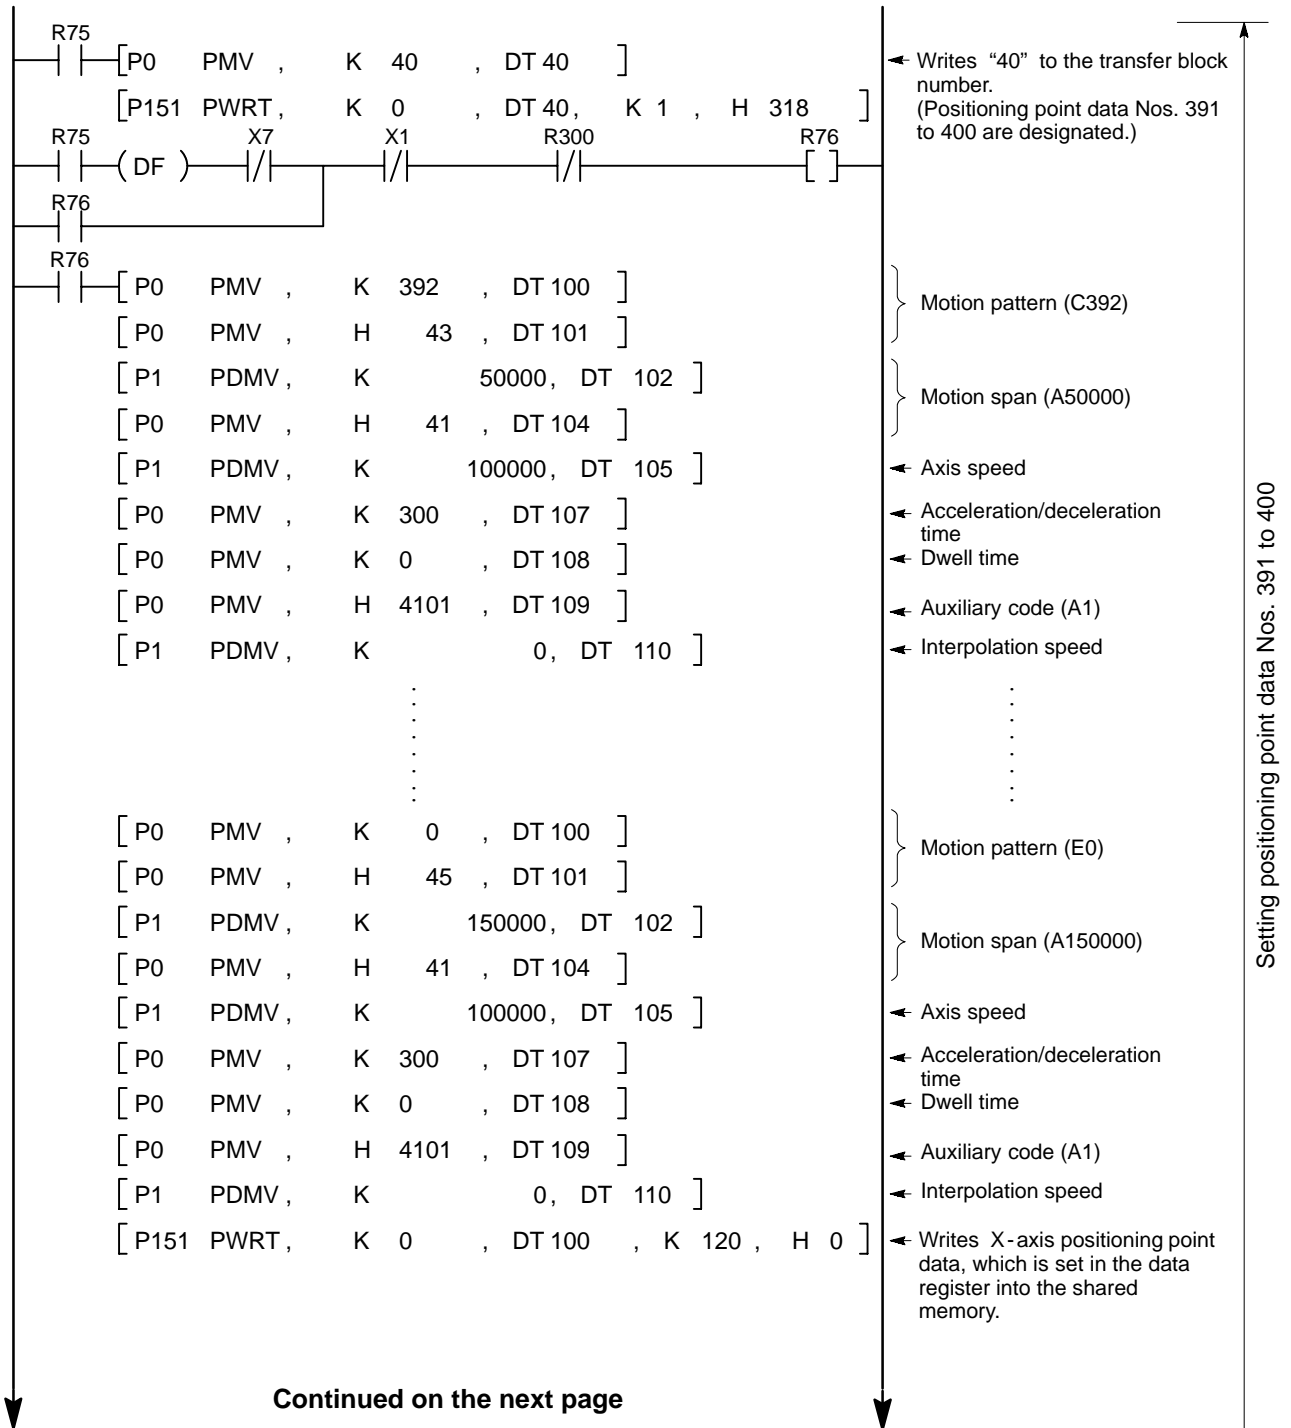 R75
[P0 PMV , K 40 , DT 40 ] Writes “40” to the transfer block
number.
[P151 PWRT , K 0 , DT 40, K 1 , H 318 ] (Positioning point data Nos. 391
to 400 are designated.)
R75 X7 X1 R300 R76
( DF ) [ ]
R76
R76
[ P0 PMV , K 392 , DT 100 ]
Motion pattern (C392)
[ P0 PMV , H 43 , DT 101 ]
[ P1 PDMV , K 50000, DT 102 ]
Motion span (A50000)
[ P0 PMV , H 41 , DT 104 ]
[ P1 PDMV , K 100000, DT 105 ] Axis speed
[ P0 PMV , K 300 , DT 107 ] Acceleration/deceleration
time
[ P0 PMV , K 0 , DT 108 ] Dwell time
[ P0 PMV , H 4101 , DT 109 ] Auxiliary code (A1)
[ P1 PDMV , K 0, DT 110 ] Interpolation speed
[ P0 PMV , K 0 , DT 100 ]
Motion pattern (E0)
[ P0 PMV , H 45 , DT 101 ]
[ P1 PDMV , K 150000, DT 102 ]
Motion span (A150000)
[ P0 PMV , H 41 , DT 104 ]
[ P1 PDMV , K 100000, DT 105 ] Axis speed
[ P0 PMV , K 300 , DT 107 ] Acceleration/deceleration
time
[ P0 PMV , K 0 , DT 108 ] Dwell time
[ P0 PMV , H 4101 , DT 109 ] Auxiliary code (A1)
[ P1 PDMV , K 0, DT 110 ] Interpolation speed
[ P151 PWRT , K 0 , DT 100 , K 120 , H 0 ] Writes X-axis positioning point
data, which is set in the data
register into the shared
memory.
Setting positioning point data Nos. 391 to 400
Continued on the next page